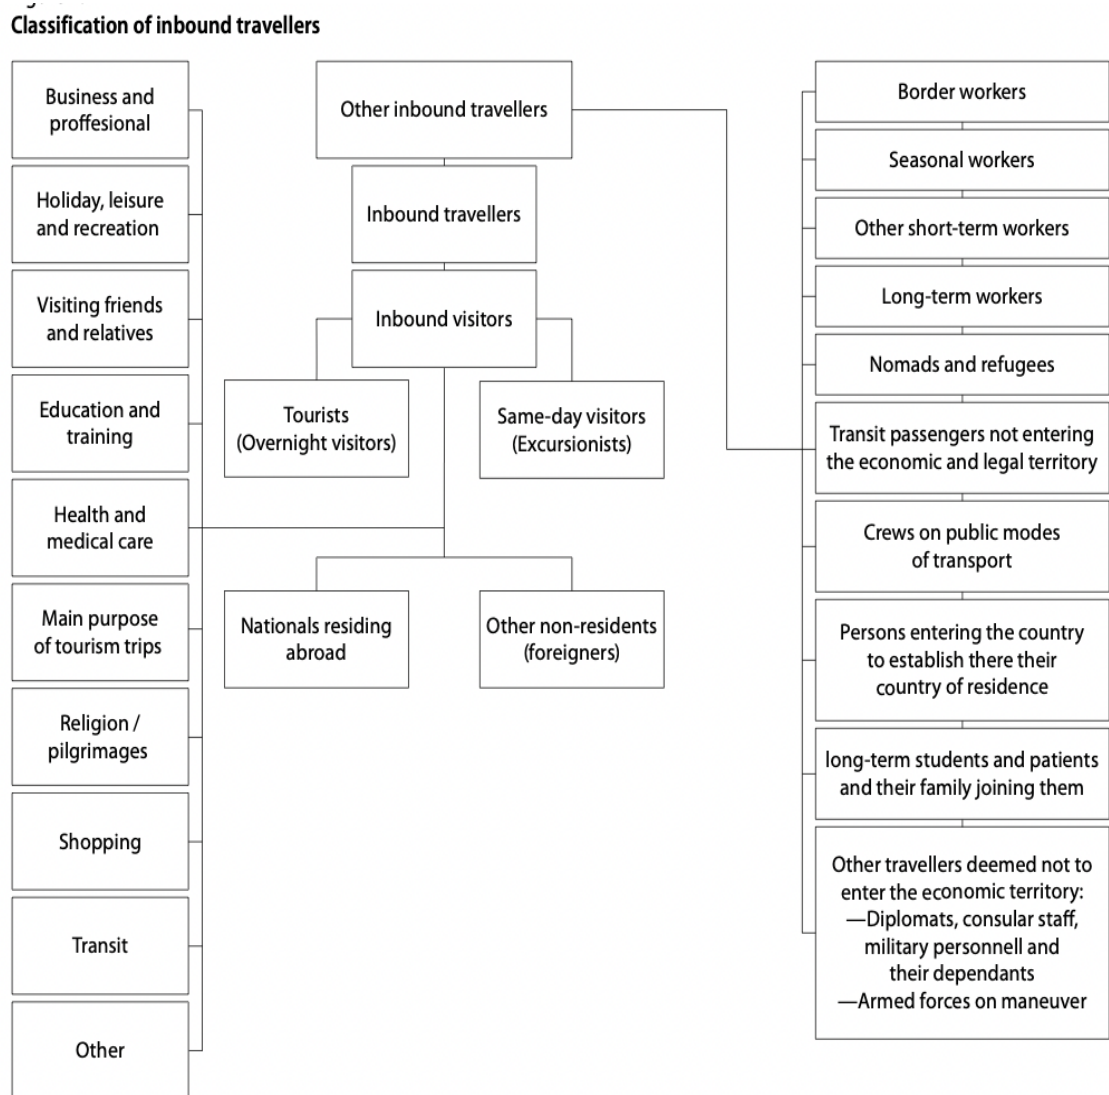 Classification of inbound travellers
Business and
proffesional
Holiday, leisure
and recreation
Visiting friends
and relatives
Education and
training
Health and
medical care
Main purpose
of tourism trips
Religion /
pilgrimages
Shopping
Transit
Other
Other inbound travellers
Inbound travellers
Inbound visitors
Tourists
(Overnight visitors)
Same-day visitors
(Excursionists)
Nationals residing
abroad
Other non-residents
(foreigners)
Border workers
Seasonal workers
Other short-term workers
Long-term workers
Nomads and refugees
Transit passengers not entering
the economic and legal territory
Crews on public modes
of transport
Persons entering the country
to establish there their
country of residence
long-term students and patients
and their family joining them
Other travellers deemed not to
enter the economic territory:
—Diplomats, consular staff,
military personnell and
their dependants
—Armed forces on maneuver